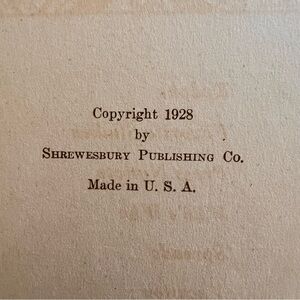 Copyright 1928
by
SHREWESBURY PUBLISHING CO.
Made in U. S. A.